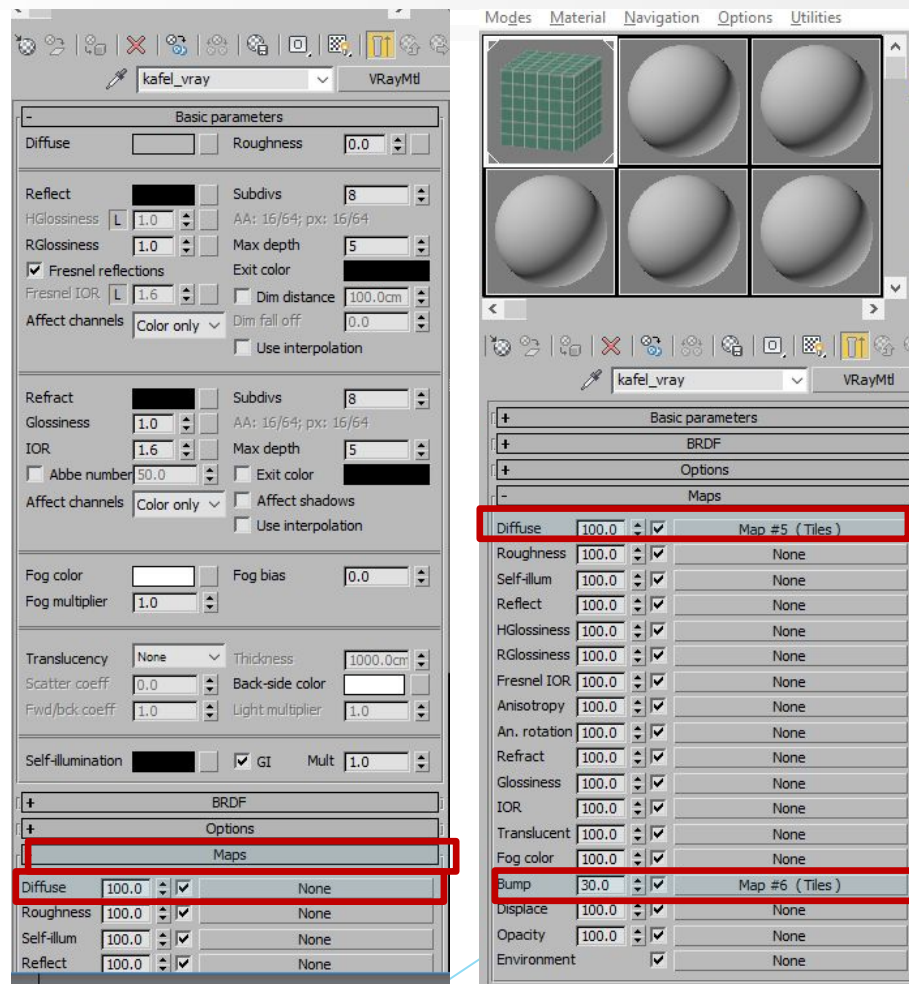 kafel_vray VRayMtl
- Basic parameters
Diffuse Roughness 0.0
Reflect Subdivs 8
HGlossiness L 1.0 AA: 16/64; px: 16/64
RGlossiness 1.0 Max depth 5
Fresnel reflections Exit color
Fresnel IOR L 1.6 Dim distance 100.0cm
Affect channels Color only Dim fall off 0.0
Use interpolation
Refract Subdivs 8
Glossiness 1.0 AA: 16/64; px: 16/64
IOR 1.6 Max depth 5
Abbe number 50.0 Exit color
Affect channels Color only Affect shadows
Use interpolation
Fog color Fog bias 0.0
Fog multiplier 1.0
Translucency None Thickness 1000.0cm
Scatter coeff 0.0 Back-side color
Fwd/bck coeff 1.0 Light multiplier 1.0
Self-illumination GI Mult 1.0
+ BRDF
+ Options
Maps
Diffuse 100.0 None
Roughness 100.0 None
Self-illum 100.0 None
Reflect 100.0 None
Modes Material Navigation Options Utilities
kafel_vray VRayMtl
+ Basic parameters
+ BRDF
+ Options
- Maps
Diffuse 100.0 Map #5 ( Tiles )
Roughness 100.0 None
Self-illum 100.0 None
Reflect 100.0 None
HGlossiness 100.0 None
RGlossiness 100.0 None
Fresnel IOR 100.0 None
Anisotropy 100.0 None
An. rotation 100.0 None
Refract 100.0 None
Glossiness 100.0 None
IOR 100.0 None
Translucent 100.0 None
Fog color 100.0 None
Bump 30.0 Map #6 ( Tiles )
Displace 100.0 None
Opacity 100.0 None
Environment None